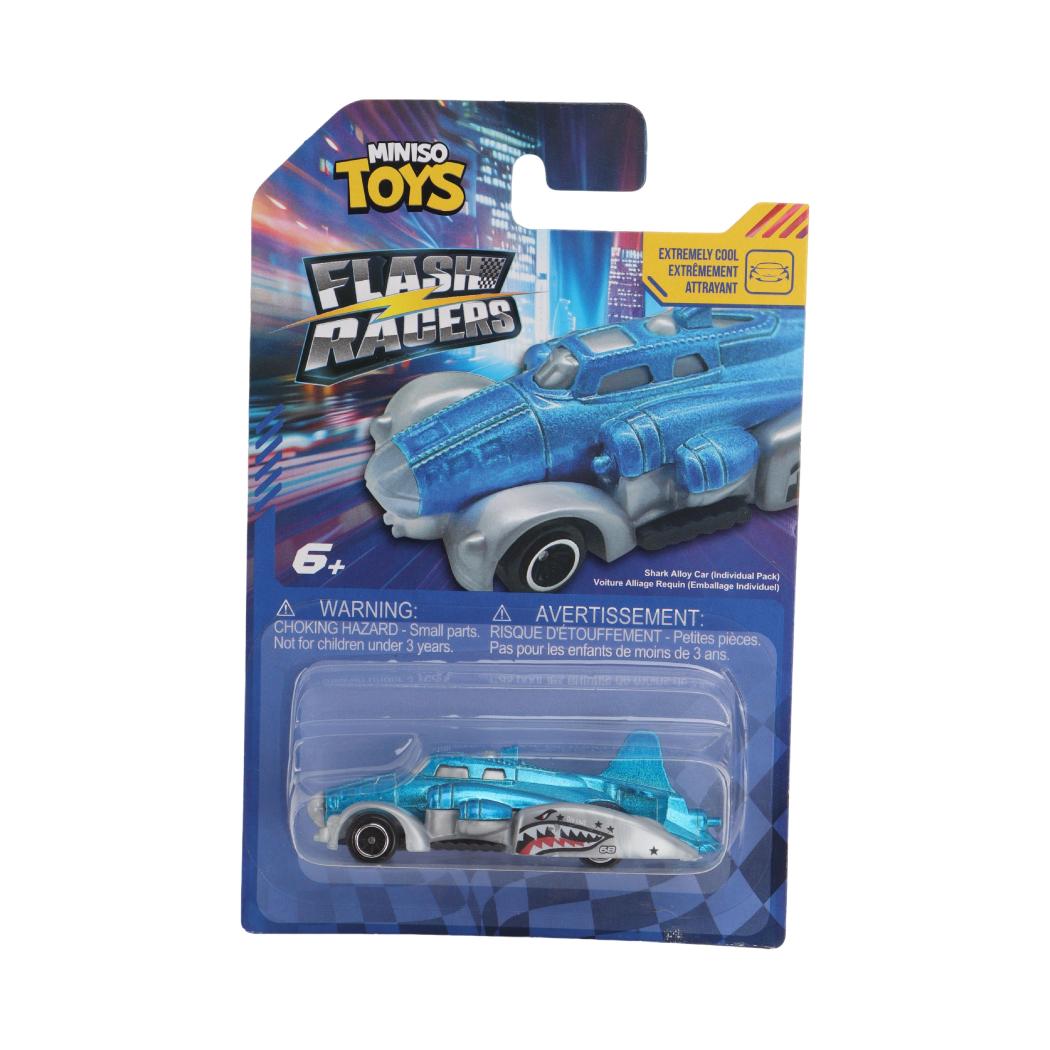 MINISO
TOYS
FLASH
RACERS
EXTREMELY COOL
EXTRÊMEMENT
ATTRAYANT
6+
Shark Alloy Car (Individual Pack)
Voiture Alliage Requin (Emballage Individuel)
WARNING:
CHOKING HAZARD - Small parts.
Not for children under 3 years.
AVERTISSEMENT:
RISQUE D'ÉTOUFFEMENT - Petites pièces.
Pas pour les enfants de moins de 3 ans.
68